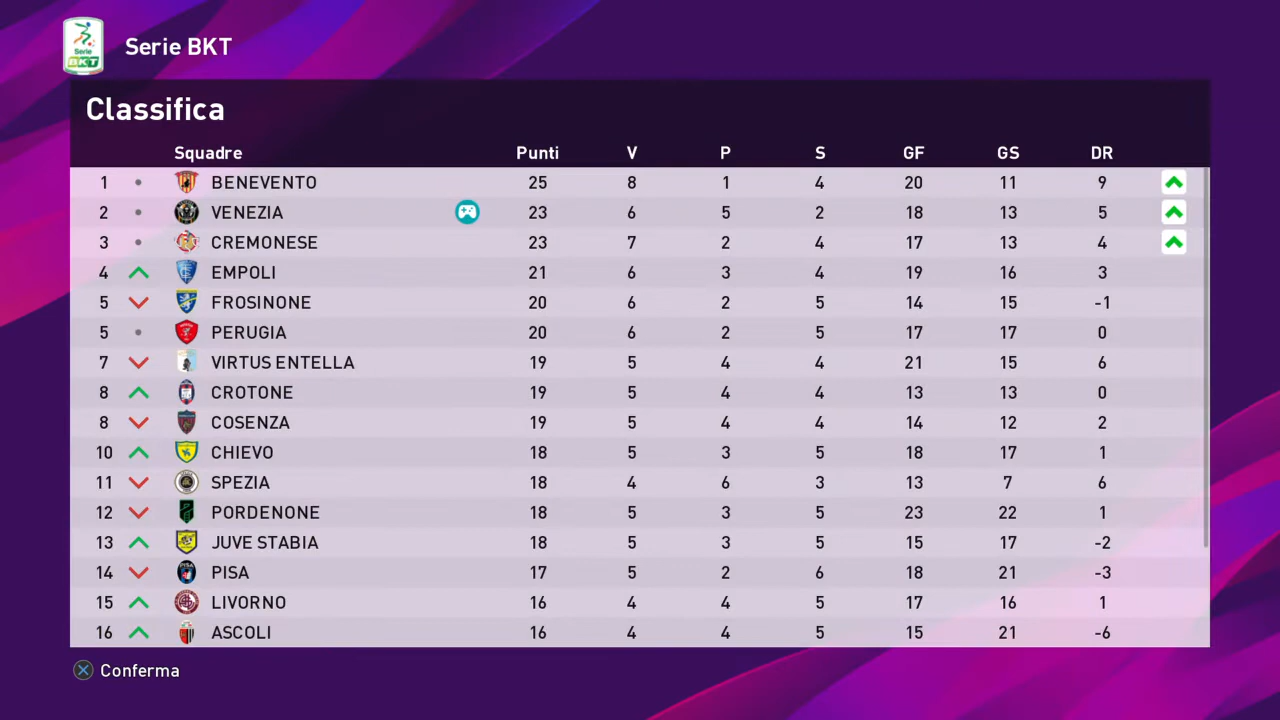 Serie BKT
Serie BKT
Classifica
Squadre Punti V P S GF GS DR
1 BENEVENTO 25 8 1 4 20 11 9
2 VENEZIA 23 6 5 2 18 13 5
3 CREMONESE 23 7 2 4 17 13 4
4 EMPOLI 21 6 3 4 19 16 3
5 FROSINONE 20 6 2 5 14 15 -1
5 PERUGIA 20 6 2 5 17 17 0
7 VIRTUS ENTELLA 19 5 4 4 21 15 6
8 CROTONE 19 5 4 4 13 13 0
8 COSENZA 19 5 4 4 14 12 2
10 CHIEVO 18 5 3 5 18 17 1
11 SPEZIA 18 4 6 3 13 7 6
12 PORDENONE 18 5 3 5 23 22 1
13 JUVE STABIA 18 5 3 5 15 17 -2
14 PISA 17 5 2 6 18 21 -3
15 LIVORNO 16 4 4 5 17 16 1
16 ASCOLI 16 4 4 5 15 21 -6
Conferma